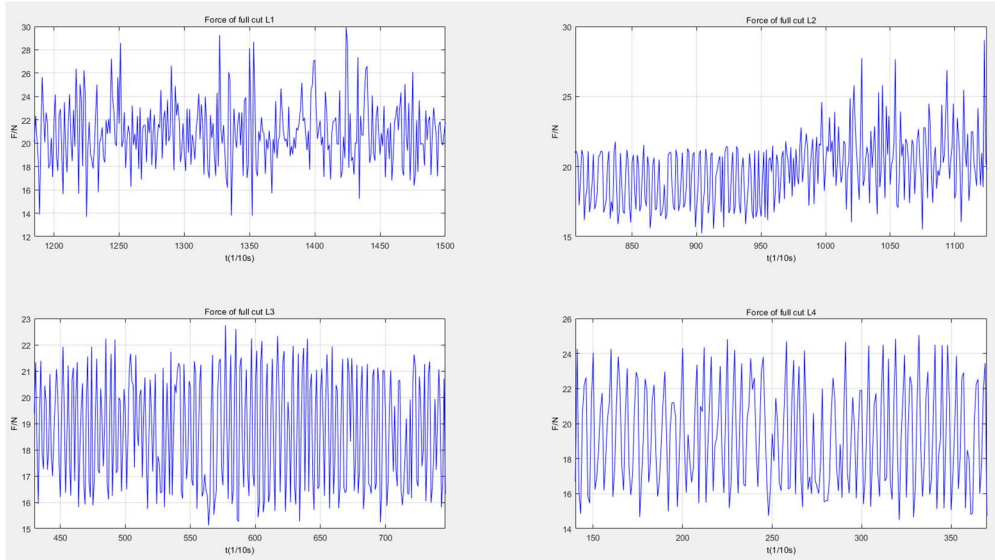 Force of full cut L1
30
28
26
24
22
20
18
16
14
12
F/N
1200 1250 1300 1350 1400 1450 1500
t(1/10s)
Force of full cut L2
30
25
20
15
F/N
850 900 950 1000 1050 1100
t(1/10s)
Force of full cut L3
23
22
21
20
19
18
17
16
15
F/N
450 500 550 600 650 700
t(1/10s)
Force of full cut L4
26
24
22
20
18
16
14
F/N
150 200 250 300 350
t(1/10s)